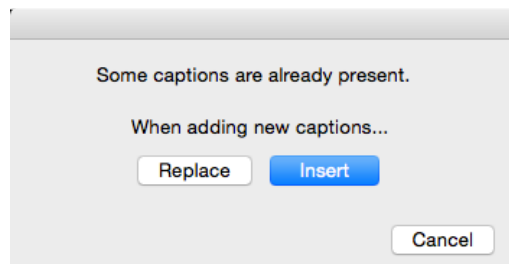 Some captions are already present.
When adding new captions...
Replace Insert
Cancel